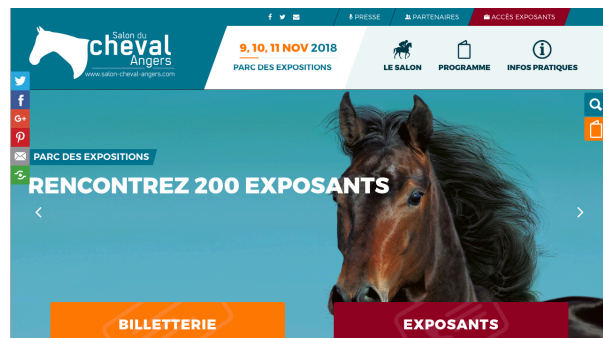 PRESSE
PARTENAIRES
ACCÈS EXPOSANTS
Salon du
cheval
Angers
www.salon-cheval-angers.com
9, 10, 11 NOV 2018
PARC DES EXPOSITIONS
LE SALON
PROGRAMME
INFOS PRATIQUES
G+
PARC DES EXPOSITIONS
RENCONTREZ 200 EXPOSANTS
BILLETTERIE
EXPOSANTS